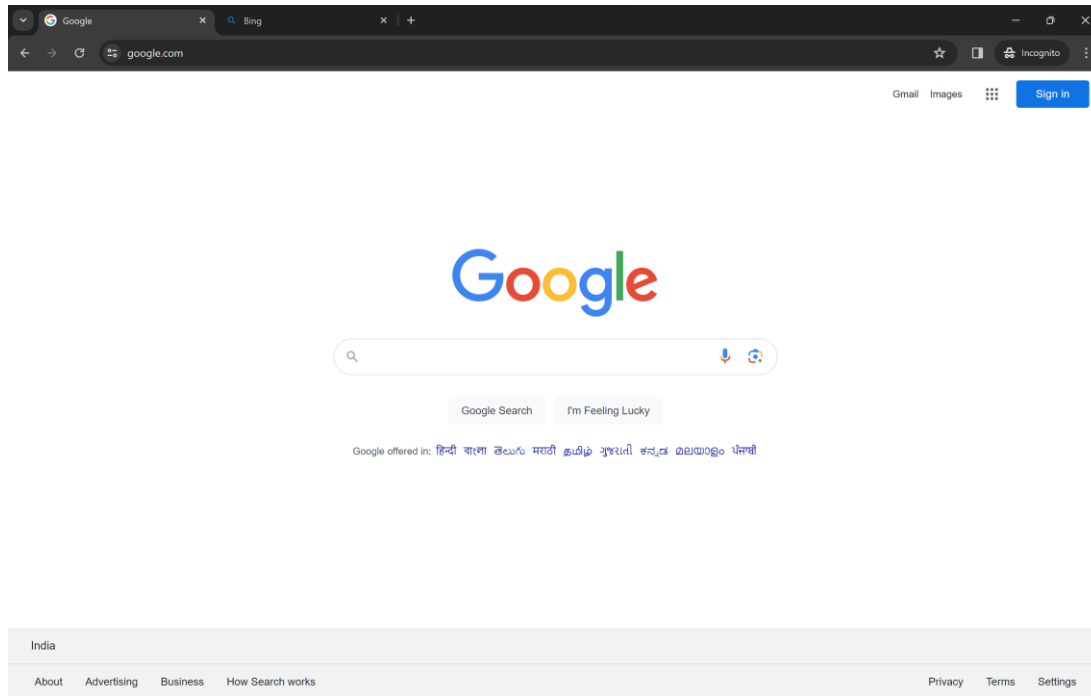 Google Bing
google.com Incognito
Gmail Images Sign in
Google
Google Search I'm Feeling Lucky
Google offered in: हिन्दी বাংলা తెలుగు मराठी தமிழ் ગુજરાતી ಕನ್ನಡ മലയാളം ਪੰਜਾਬੀ
India
About Advertising Business How Search works Privacy Terms Settings